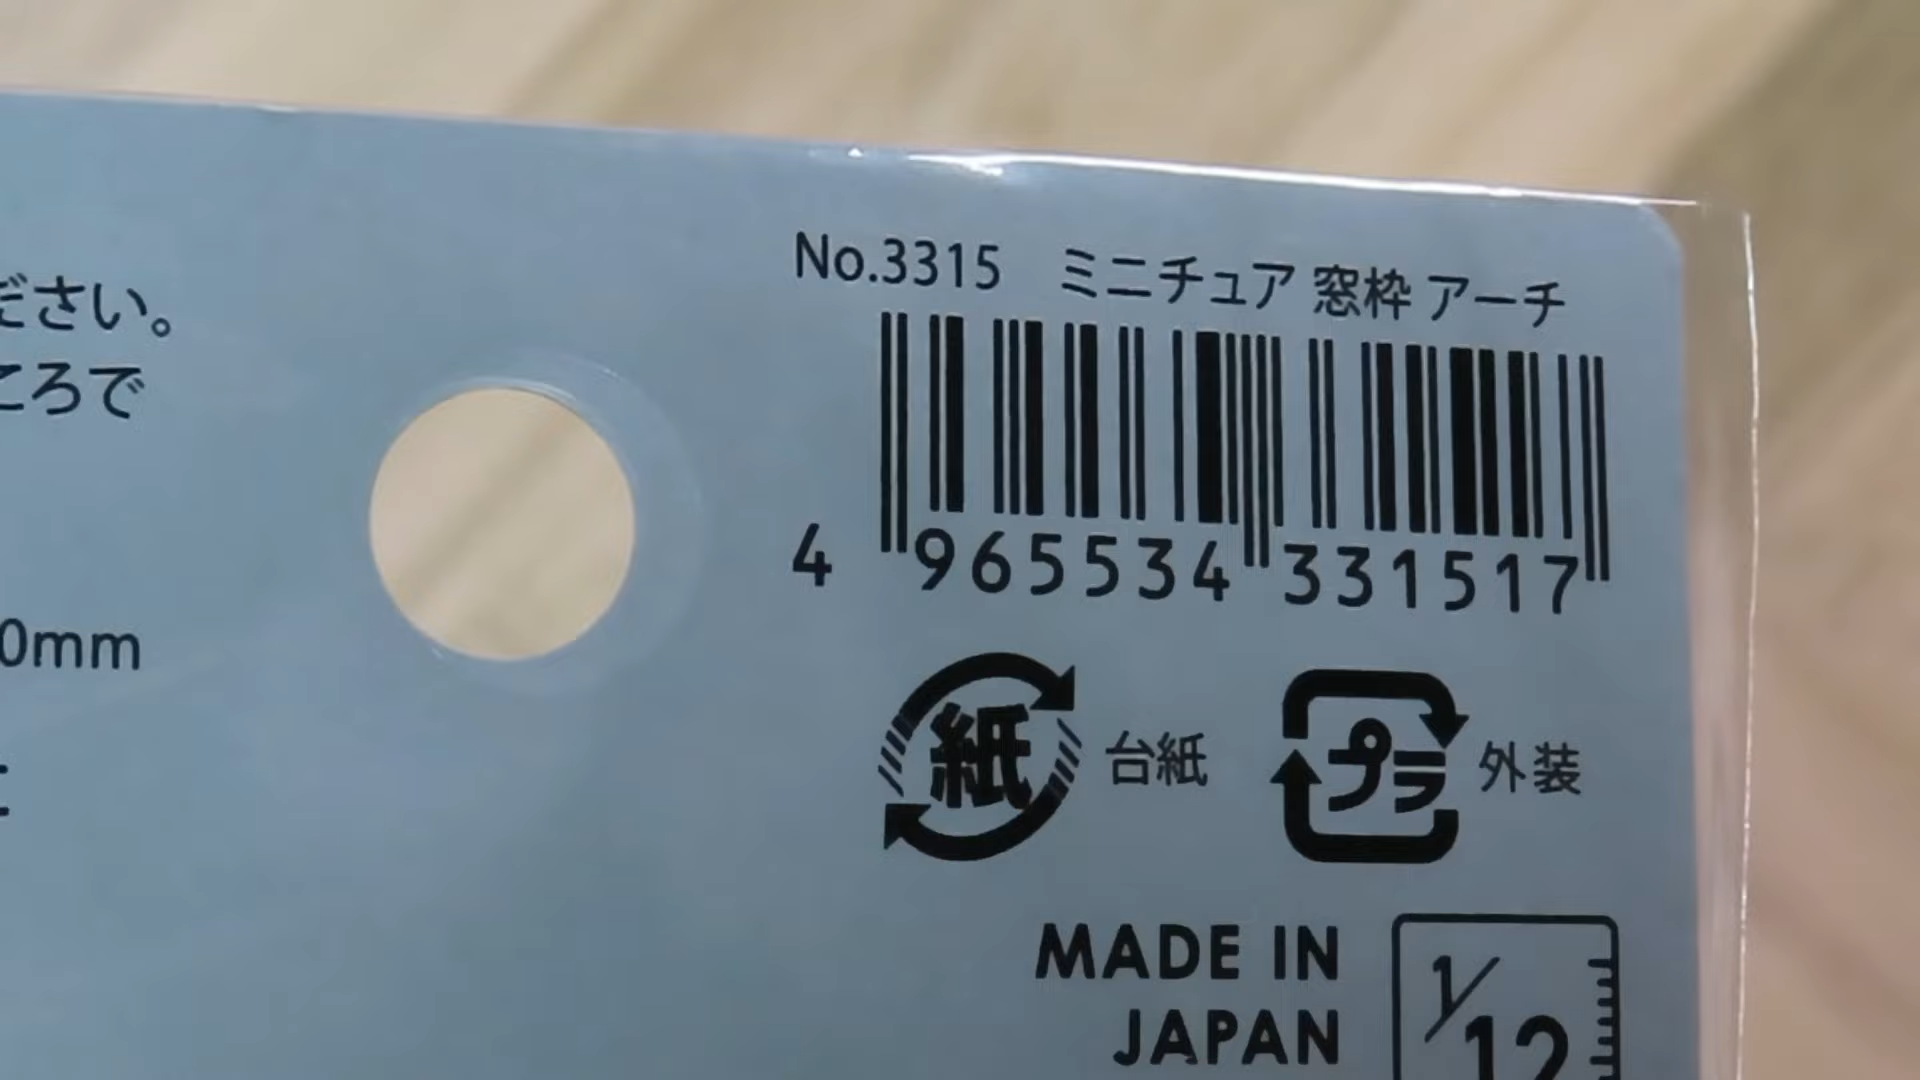 ださい。
ころで
0mm
No.3315 ミニチュア 窓枠 アーチ
4 965534 331517
紙 台紙 プラ 外装
MADE IN
JAPAN
1/12